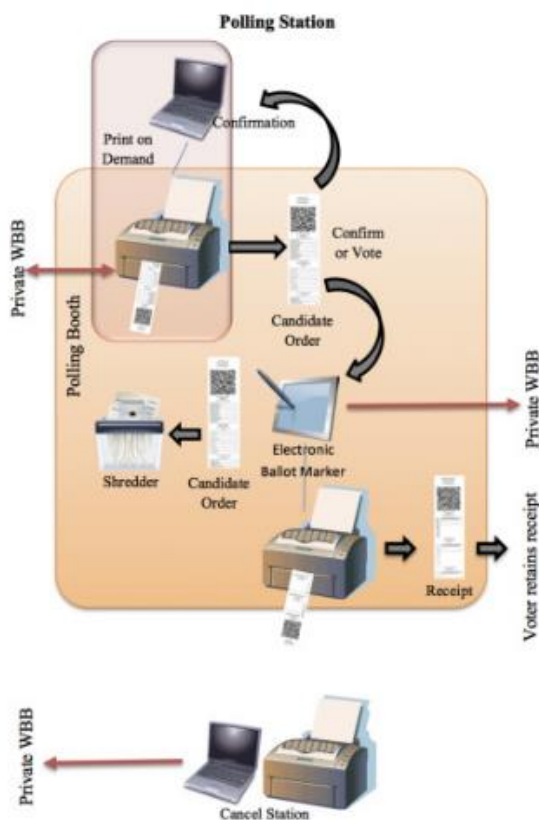 Polling Station
Confirmation
Print on
Demand
Private WBB
Confirm
or Vote
Candidate
Order
Polling Booth
Private WBB
Electronic
Ballot Marker
Shredder
Candidate
Order
Receipt
Voter retains receipt
Private WBB
Cancel Station